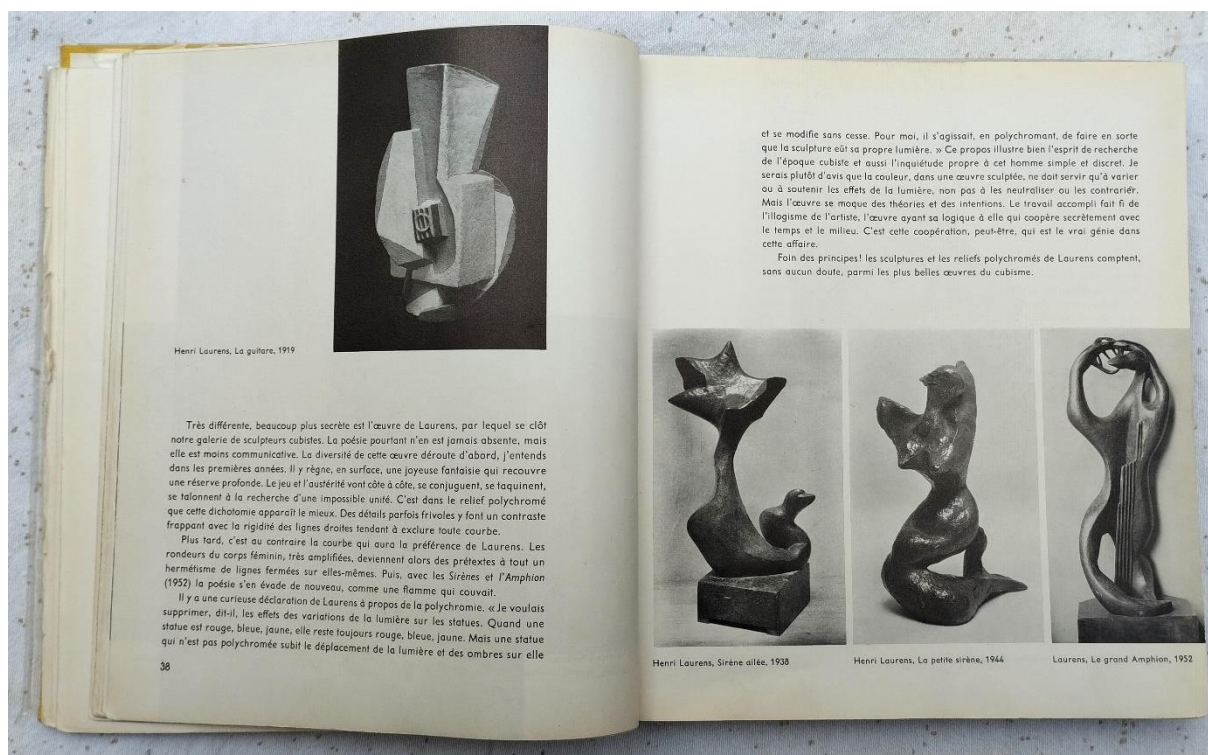 Henri Laurens, La guitare, 1919
Très différente, beaucoup plus secrète est l'œuvre de Laurens, par lequel se clôt
notre galerie de sculpteurs cubistes. La poésie pourtant n'en est jamais absente, mais
elle est moins communicative. La diversité de cette œuvre déroute d'abord, j'entends
dans les premières années. Il y règne, en surface, une joyeuse fantaisie qui recouvre
une réserve profonde. Le jeu et l'austérité vont côte à côte, se conjuguent, se taquinent,
se talonnent à la recherche d'une impossible unité. C'est dans le relief polychromé
que cette dichotomie apparaît le mieux. Des détails parfois frivoles y font un contraste
frappant avec la rigidité des lignes droites tendant à exclure toute courbe.
Plus tard, c'est au contraire la courbe qui aura la préférence de Laurens. Les
rondeurs du corps féminin, très amplifiées, deviennent alors des prétextes à tout un
hermétisme de lignes fermées sur elles-mêmes. Puis, avec les Sirènes et l'Amphion
(1952) la poésie s'en évade de nouveau, comme une flamme qui couvait.
Il y a une curieuse déclaration de Laurens à propos de la polychromie. « Je voulais
supprimer, dit-il, les effets des variations de la lumière sur les statues. Quand une
statue est rouge, bleue, jaune, elle reste toujours rouge, bleue, jaune. Mais une statue
qui n'est pas polychromée subit le déplacement de la lumière et des ombres sur elle
38
et se modifie sans cesse. Pour moi, il s'agissait, en polychromant, de faire en sorte
que la sculpture eût sa propre lumière. » Ce propos illustre bien l'esprit de recherche
de l'époque cubiste et aussi l'inquiétude propre à cet homme simple et discret. Je
serais plutôt d'avis que la couleur, dans une œuvre sculptée, ne doit servir qu'à varier
ou à soutenir les effets de la lumière, non pas à les neutraliser ou les contrarier.
Mais l'œuvre se moque des théories et des intentions. Le travail accompli fait fi de
l'illogisme de l'artiste, l'œuvre ayant sa logique à elle qui coopère secrètement avec
le temps et le milieu. C'est cette coopération, peut-être, qui est le vrai génie dans
cette affaire.
Foin des principes! les sculptures et les reliefs polychromés de Laurens comptent,
sans aucun doute, parmi les plus belles œuvres du cubisme.
Henri Laurens, Sirène ailée, 1938
Henri Laurens, La petite sirène, 1944
Laurens, Le grand Amphion, 1952